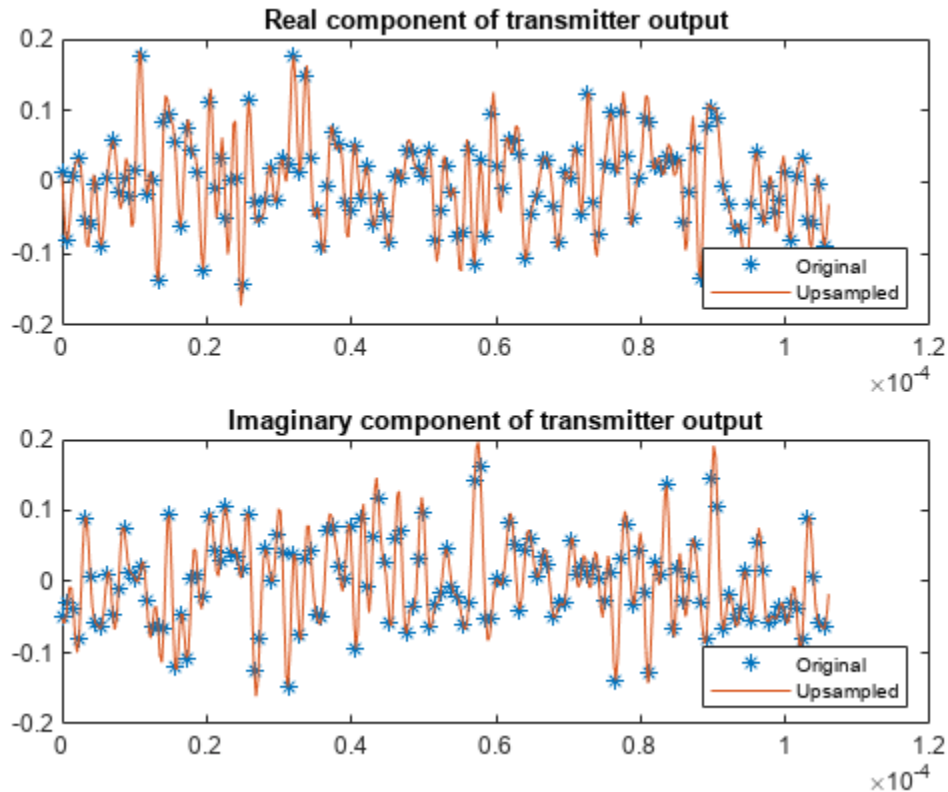 Real component of transmitter output
0.2
0.1
0
-0.1
-0.2
Original
Upsampled
0 0.2 0.4 0.6 0.8 1 1.2
×10-4
Imaginary component of transmitter output
0.2
0.1
0
-0.1
-0.2
Original
Upsampled
0 0.2 0.4 0.6 0.8 1 1.2
×10-4